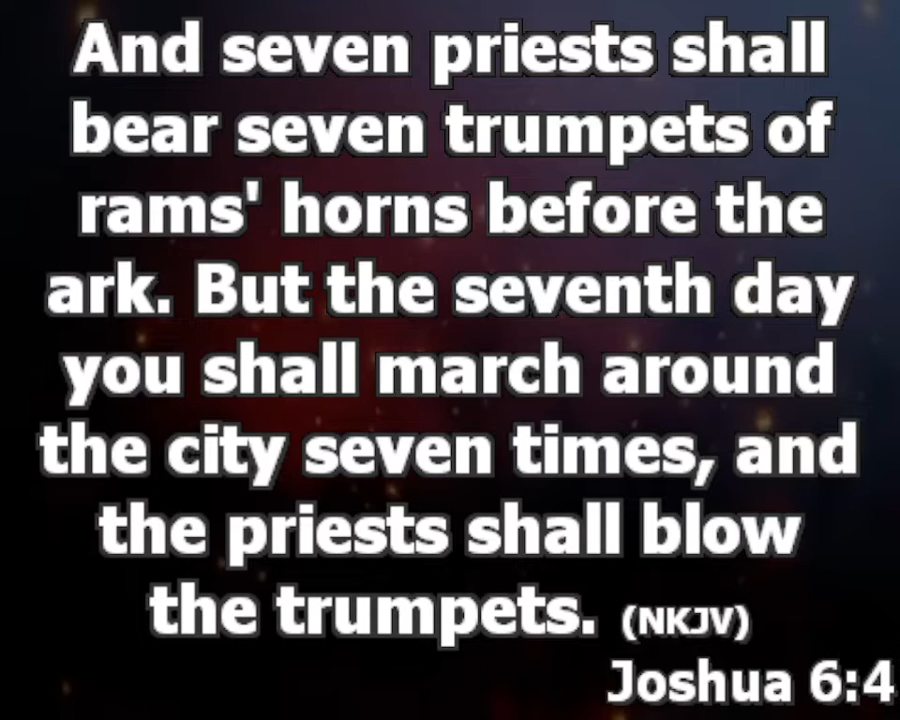 And seven priests shall
bear seven trumpets of
rams' horns before the
ark. But the seventh day
you shall march around
the city seven times, and
the priests shall blow
the trumpets. (NKJV)
Joshua 6:4